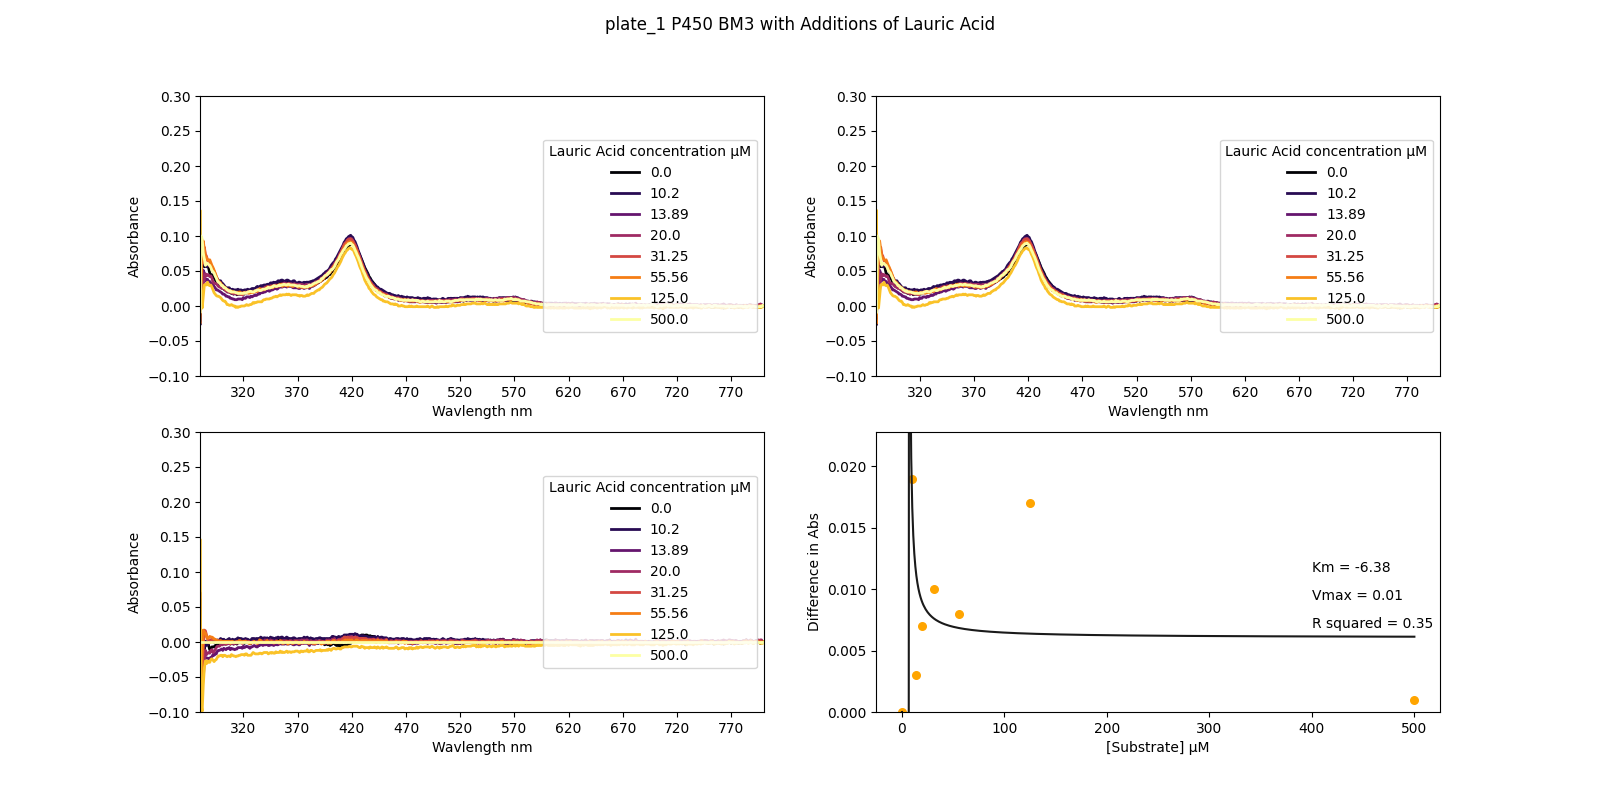 plate_1 P450 BM3 with Additions of Lauric Acid
0.30
0.25
0.20
0.15
0.10
0.05
0.00
−0.05
−0.10
Absorbance
Lauric Acid concentration μM
0.0
10.2
13.89
20.0
31.25
55.56
125.0
500.0
320 370 420 470 520 570 620 670 720 770
Wavlength nm
0.30
0.25
0.20
0.15
0.10
0.05
0.00
−0.05
−0.10
Absorbance
Lauric Acid concentration μM
0.0
10.2
13.89
20.0
31.25
55.56
125.0
500.0
320 370 420 470 520 570 620 670 720 770
Wavlength nm
0.30
0.25
0.20
0.15
0.10
0.05
0.00
−0.05
−0.10
Absorbance
Lauric Acid concentration μM
0.0
10.2
13.89
20.0
31.25
55.56
125.0
500.0
320 370 420 470 520 570 620 670 720 770
Wavlength nm
0.020
0.015
0.010
0.005
0.000
Difference in Abs
Km = -6.38
Vmax = 0.01
R squared = 0.35
0 100 200 300 400 500
[Substrate] μM